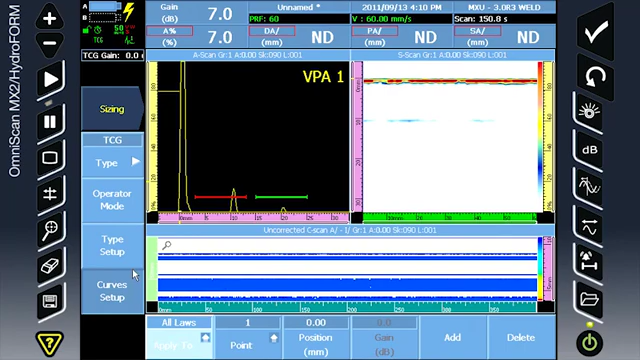 OmniScan MX2/HydroFORM
Gain
(dB)
7.0
Unnamed *
PRF: 60
2011/09/13 4:10 PM
V : 60.00 mm/s
MXU - 3.0R3 WELD
Scan: 150.8 s
TCG
TCG Gain: 0.0
A%
(%)
7.0
DA/
(mm)
ND
PA/
(mm)
ND
SA/
(mm)
ND
A-Scan Gr:1 A:0.00 Sk:090 L:001
S-Scan Gr:1 A:0.00 Sk:090 L:001
VPA 1
Sizing
TCG
Type
Operator
Mode
Type
Setup
Curves
Setup
Uncorrected C-scan A/ - I/ Gr:1 A:0.00 Sk:090 L:001
All Laws
Apply To
1
Point
0.00
Position
(mm)
0.0
Gain
(dB)
Add
Delete
dB
?